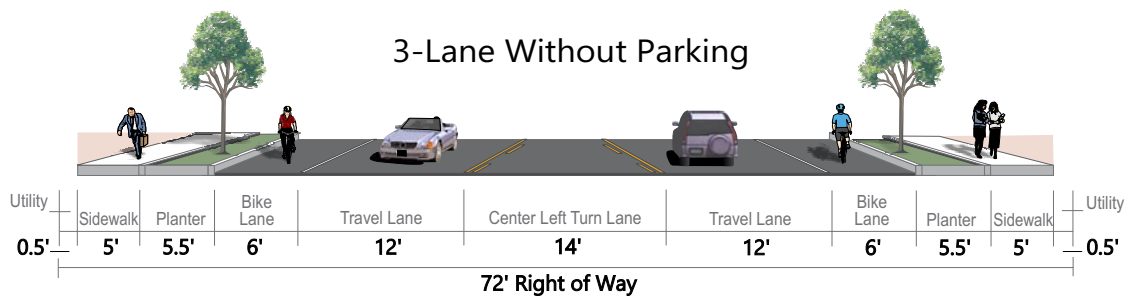 3-Lane Without Parking
Utility
Sidewalk
Planter
Bike
Lane
Travel Lane
Center Left Turn Lane
Travel Lane
Bike
Lane
Planter
Sidewalk
Utility
0.5'
5'
5.5'
6'
12'
14'
12'
6'
5.5'
5'
0.5'
72' Right of Way